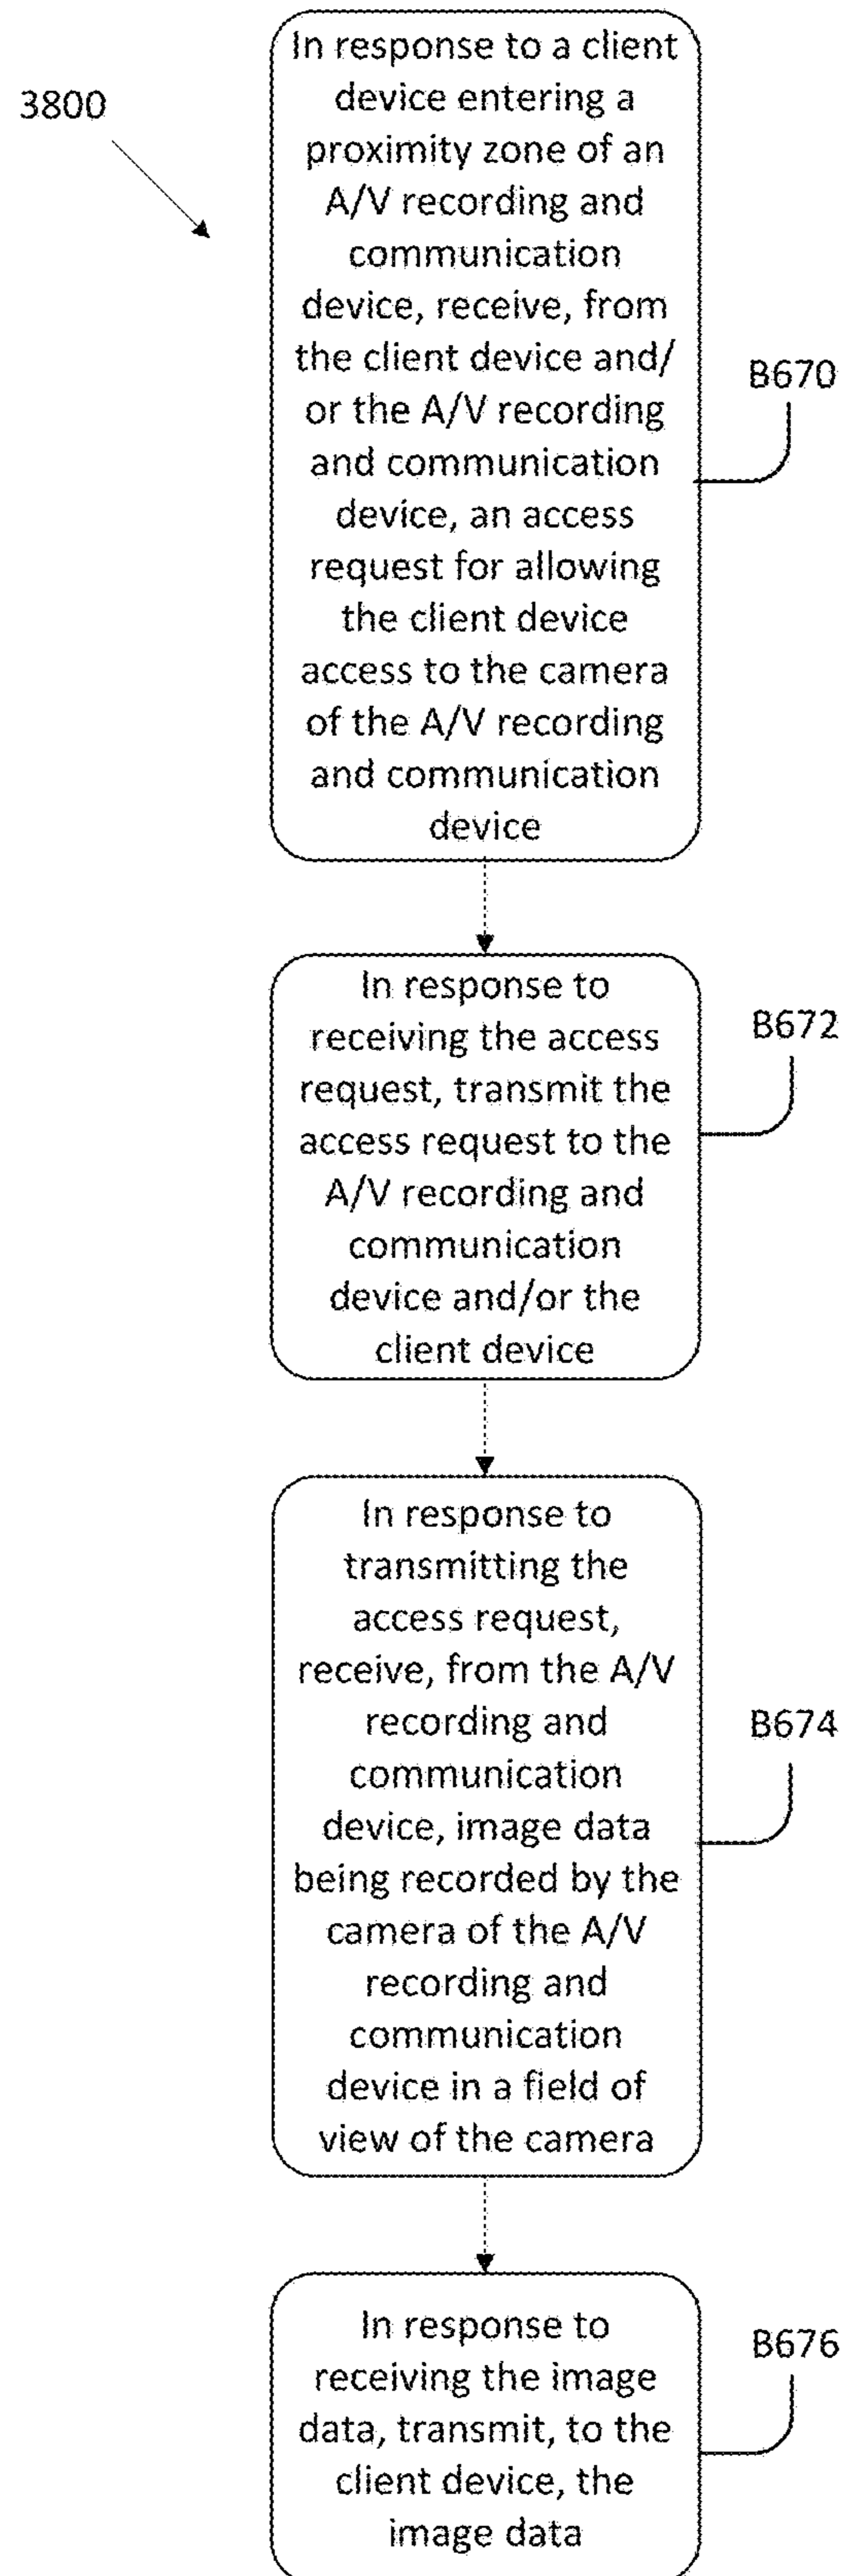 3800
In response to a client
device entering a
proximity zone of an
A/V recording and
communication
device, receive, from
the client device and/
or the A/V recording
and communication
device, an access
request for allowing
the client device
access to the camera
of the A/V recording
and communication
device
B670
In response to
receiving the access
request, transmit the
access request to the
A/V recording and
communication
device and/or the
client device
B672
In response to
transmitting the
access request,
receive, from the A/V
recording and
communication
device, image data
being recorded by the
camera of the A/V
recording and
communication
device in a field of
view of the camera
B674
In response to
receiving the image
data, transmit, to the
client device, the
image data
B676